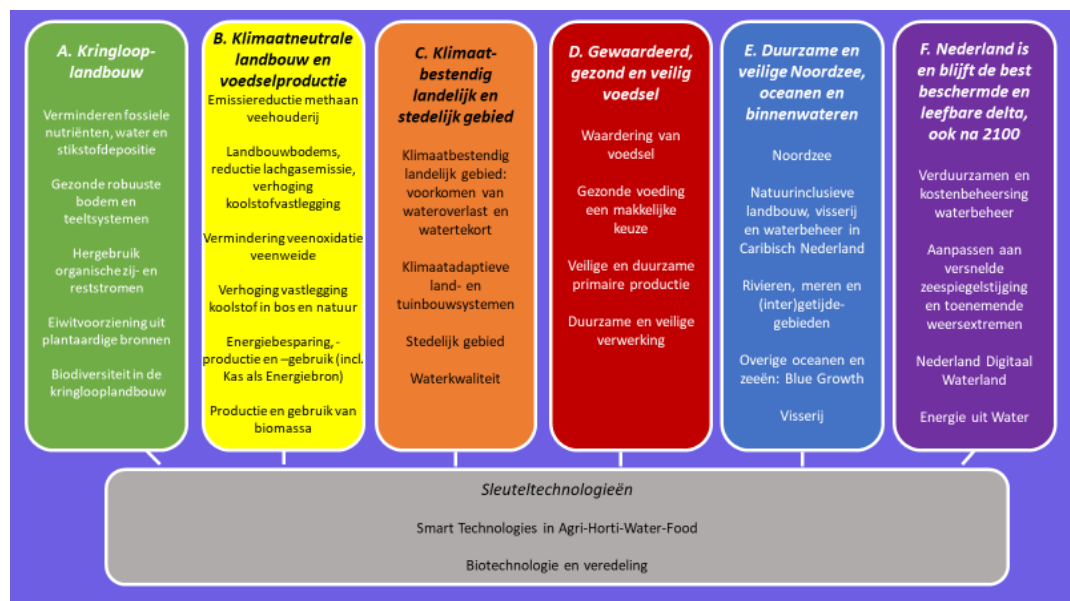 A. Kringloop-
landbouw
Verminderen fossiele
nutriënten, water en
stikstofdepositie
Gezonde robuuste
bodem en
teeltsystemen
Hergebruik
organische zij- en
reststromen
Eiwitvoorziening uit
plantaardige bronnen
Biodiversiteit in de
kringlooplandbouw
B. Klimaatneutrale
landbouw en
voedselproductie
Emissiereductie methaan
veehouderij
Landbouwbodems,
reductie lachgasemissie,
verhoging
koolstofvastlegging
Vermindering veenoxidatie
veenweide
Verhoging vastlegging
koolstof in bos en natuur
Energiebesparing, -
productie en –gebruik (incl.
Kas als Energiebron)
Productie en gebruik van
biomassa
C. Klimaat-
bestendig
landelijk en
stedelijk gebied
Klimaatbestendig
landelijk gebied:
voorkomen van
wateroverlast en
watertekort
Klimaatadaptieve
land- en
tuinbouwsystemen
Stedelijk gebied
Waterkwaliteit
D. Gewaardeerd,
gezond en veilig
voedsel
Waardering van
voedsel
Gezonde voeding
een makkelijke
keuze
Veilige en duurzame
primaire productie
Duurzame en veilige
verwerking
E. Duurzame en
veilige Noordzee,
oceanen en
binnenwateren
Noordzee
Natuurinclusieve
landbouw, visserij
en waterbeheer in
Caribisch Nederland
Rivieren, meren en
(inter)getijde-
gebieden
Overige oceanen en
zeeën: Blue Growth
Visserij
F. Nederland is
en blijft de best
beschermde en
leefbare delta,
ook na 2100
Verduurzamen en
kostenbeheersing
waterbeheer
Aanpassen aan
versnelde
zeespiegelstijging
en toenemende
weersextremen
Nederland Digitaal
Waterland
Energie uit Water
Sleuteltechnologieën
Smart Technologies in Agri-Horti-Water-Food
Biotechnologie en veredeling